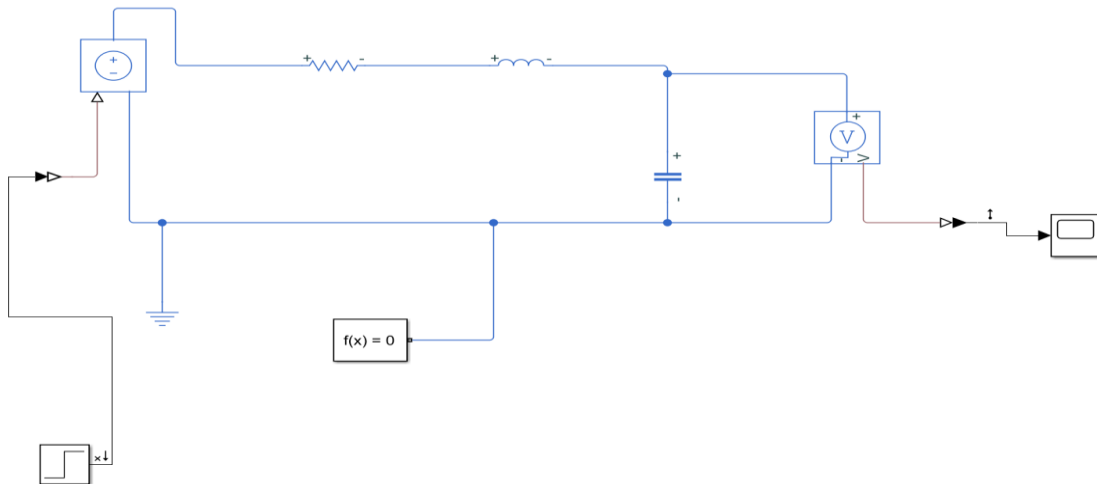 + -
+ -
+
-
+
V
- V
+
-
f(x) = 0
x